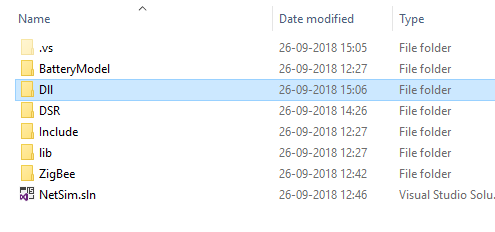 Name Date modified Type
.vs 26-09-2018 15:05 File folder
BatteryModel 26-09-2018 12:27 File folder
Dll 26-09-2018 15:06 File folder
DSR 26-09-2018 14:26 File folder
Include 26-09-2018 12:27 File folder
lib 26-09-2018 12:27 File folder
ZigBee 26-09-2018 12:42 File folder
NetSim.sln 26-09-2018 12:46 Visual Studio Solu.